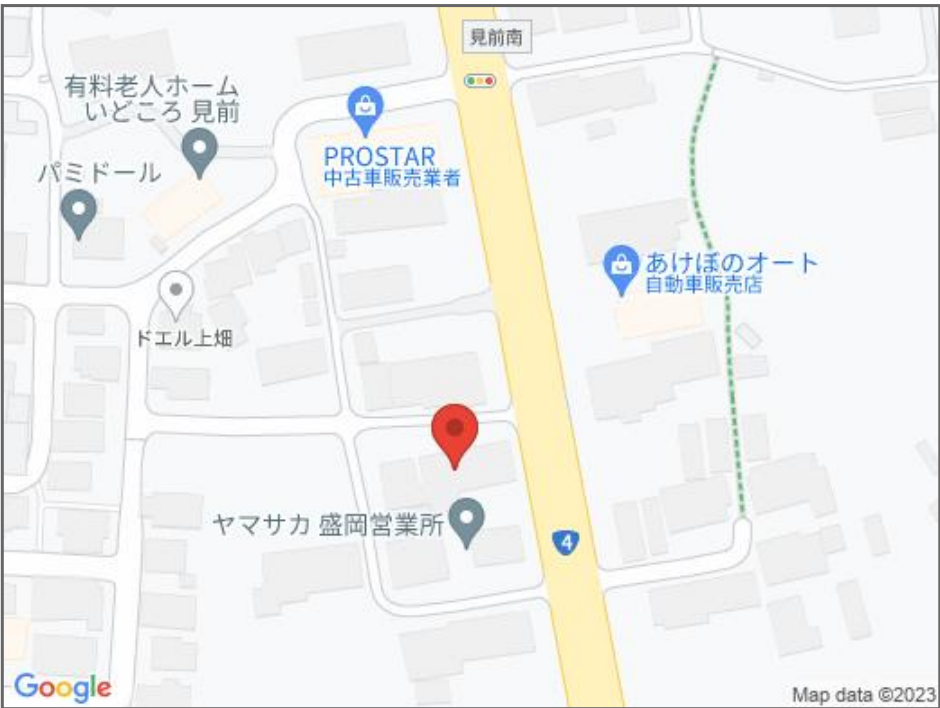 見前南
有料老人ホーム
いどころ 見前
PROSTAR
中古車販売業者
パミドール
あけぼのオート
自動車販売店
ドエル上畑
ヤマサカ 盛岡営業所
4
Google
Map data ©2023